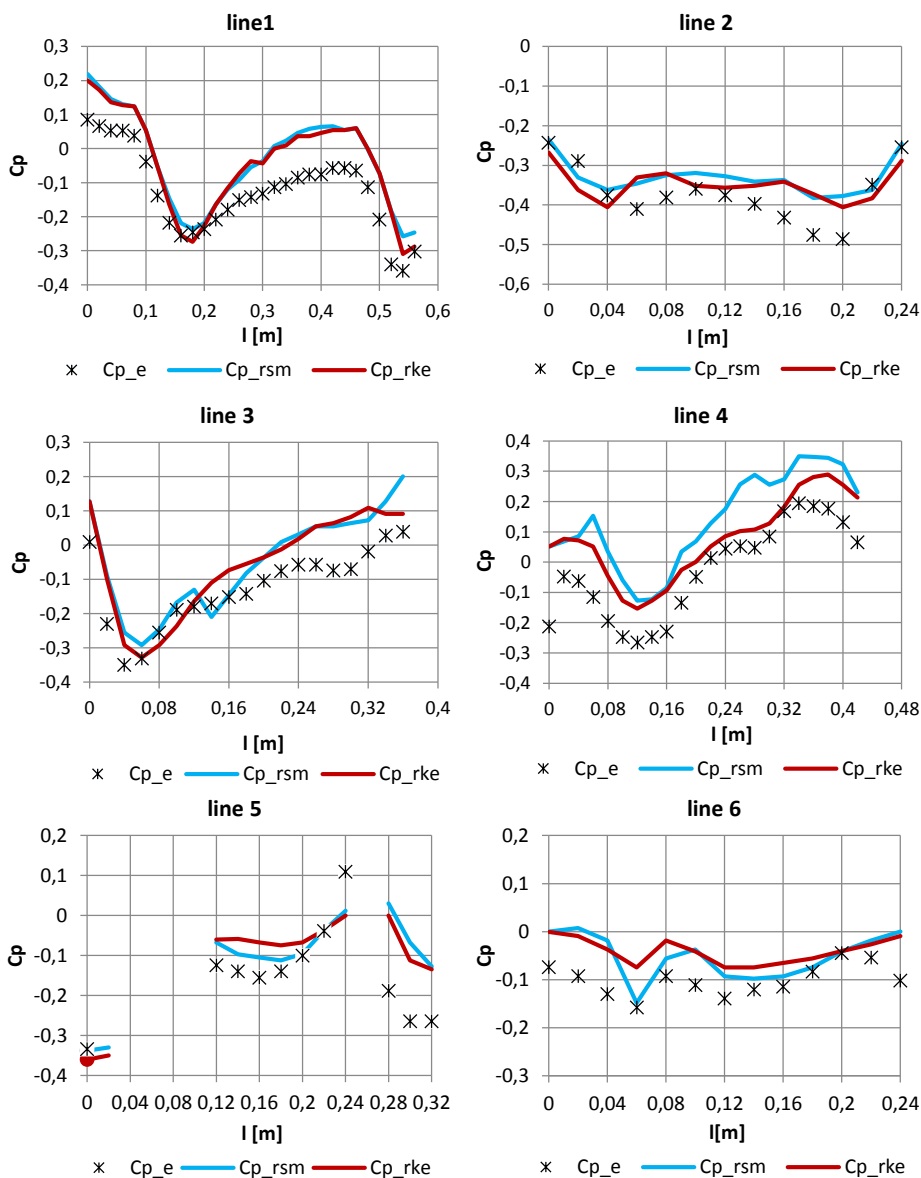 line1
0,3
0,2
0,1
0
-0,1
-0,2
-0,3
-0,4
Cp
0 0,1 0,2 0,3 0,4 0,5 0,6
l [m]
Cp_e Cp_rsm Cp_rke
line 2
0
-0,1
-0,2
-0,3
-0,4
-0,5
-0,6
Cp
0 0,04 0,08 0,12 0,16 0,2 0,24
l [m]
Cp_e Cp_rsm Cp_rke
line 3
0,3
0,2
0,1
0
-0,1
-0,2
-0,3
-0,4
Cp
0 0,08 0,16 0,24 0,32 0,4
l [m]
Cp_e Cp_rsm Cp_rke
line 4
0,4
0,3
0,2
0,1
0
-0,1
-0,2
-0,3
-0,4
Cp
0 0,08 0,16 0,24 0,32 0,4 0,48
l [m]
Cp_e Cp_rsm Cp_rke
line 5
0,2
0,1
0
-0,1
-0,2
-0,3
-0,4
Cp
0 0,04 0,08 0,12 0,16 0,2 0,24 0,28 0,32
l [m]
Cp_e Cp_rsm Cp_rke
line 6
0,2
0,1
0
-0,1
-0,2
-0,3
Cp
0 0,04 0,08 0,12 0,16 0,2 0,24
l[m]
Cp_e Cp_rsm Cp_rke